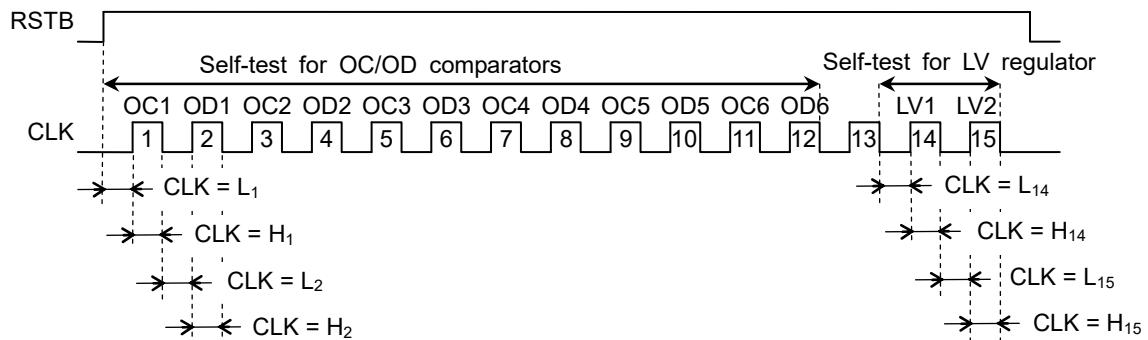 RSTB
Self-test for OC/OD comparators Self-test for LV regulator
OC1 OD1 OC2 OD2 OC3 OD3 OC4 OD4 OC5 OD5 OC6 OD6 LV1 LV2
CLK 1 2 3 4 5 6 7 8 9 10 11 12 13 14 15
CLK = L₁ CLK = L₁₄
CLK = H₁ CLK = H₁₄
CLK = L₂ CLK = L₁₅
CLK = H₂ CLK = H₁₅